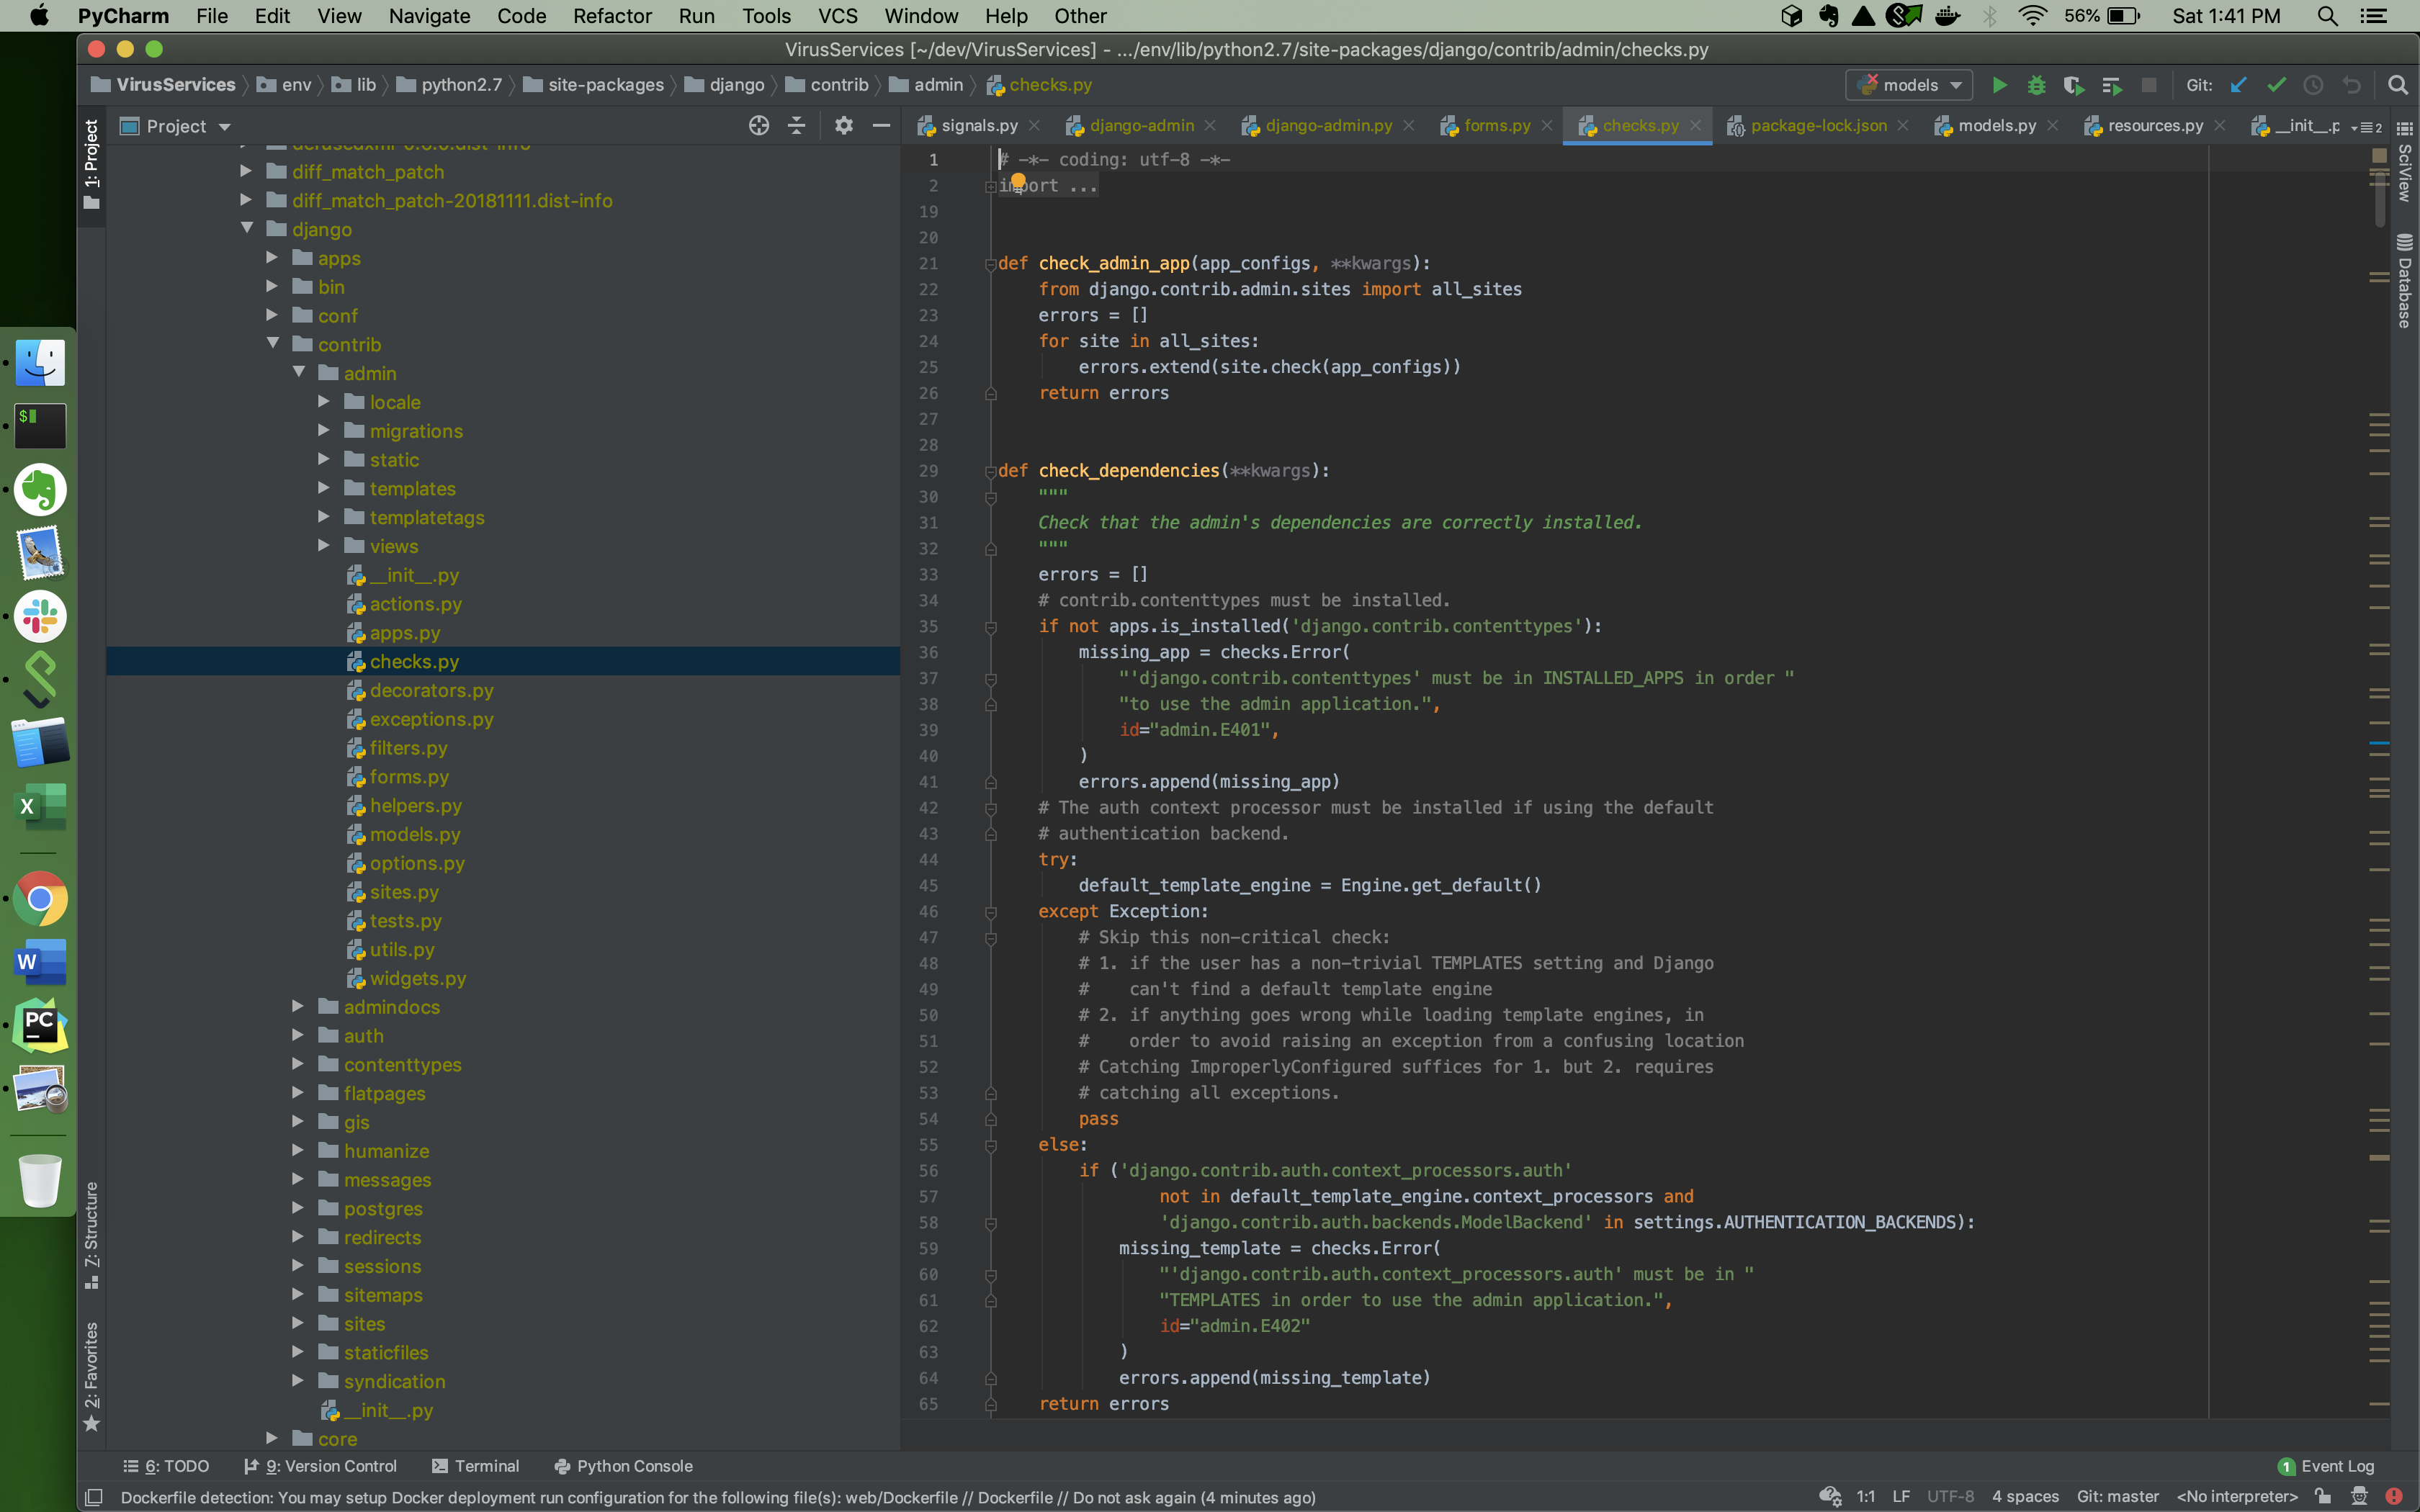 PyCharm File Edit View Navigate Code Refactor Run Tools VCS Window Help Other
56% Sat 1:41 PM
VirusServices [~/dev/VirusServices] - .../env/lib/python2.7/site-packages/django/contrib/admin/checks.py
VirusServices env lib python2.7 site-packages django contrib admin checks.py
models Git:
1: Project
Project
signals.py django-admin django-admin.py forms.py checks.py package-lock.json models.py resources.py __init__.p 2
SciView
Database
diff_match_patch
diff_match_patch-20181111.dist-info
django
apps
bin
conf
contrib
admin
locale
migrations
static
templates
templatetags
views
__init__.py
actions.py
apps.py
checks.py
decorators.py
exceptions.py
filters.py
forms.py
helpers.py
models.py
options.py
sites.py
tests.py
utils.py
widgets.py
admindocs
auth
contenttypes
flatpages
gis
humanize
messages
postgres
redirects
sessions
sitemaps
sites
staticfiles
syndication
__init__.py
core
Z: Structure
2: Favorites
1 # -*- coding: utf-8 -*-
2 import ...
19
20
21 def check_admin_app(app_configs, **kwargs):
22 from django.contrib.admin.sites import all_sites
23 errors = []
24 for site in all_sites:
25 errors.extend(site.check(app_configs))
26 return errors
27
28
29 def check_dependencies(**kwargs):
30 """
31 Check that the admin's dependencies are correctly installed.
32 """
33 errors = []
34 # contrib.contenttypes must be installed.
35 if not apps.is_installed('django.contrib.contenttypes'):
36 missing_app = checks.Error(
37 "'django.contrib.contenttypes' must be in INSTALLED_APPS in order "
38 "to use the admin application.",
39 id="admin.E401",
40 )
41 errors.append(missing_app)
42 # The auth context processor must be installed if using the default
43 # authentication backend.
44 try:
45 default_template_engine = Engine.get_default()
46 except Exception:
47 # Skip this non-critical check:
48 # 1. if the user has a non-trivial TEMPLATES setting and Django
49 # can't find a default template engine
50 # 2. if anything goes wrong while loading template engines, in
51 # order to avoid raising an exception from a confusing location
52 # Catching ImproperlyConfigured suffices for 1. but 2. requires
53 # catching all exceptions.
54 pass
55 else:
56 if ('django.contrib.auth.context_processors.auth'
57 not in default_template_engine.context_processors and
58 'django.contrib.auth.backends.ModelBackend' in settings.AUTHENTICATION_BACKENDS):
59 missing_template = checks.Error(
60 "'django.contrib.auth.context_processors.auth' must be in "
61 "TEMPLATES in order to use the admin application.",
62 id="admin.E402"
63 )
64 errors.append(missing_template)
65 return errors
6: TODO 9: Version Control Terminal Python Console 1 Event Log
Dockerfile detection: You may setup Docker deployment run configuration for the following file(s): web/Dockerfile // Dockerfile // Do not ask again (4 minutes ago) 1:1 LF UTF-8 4 spaces Git: master <No interpreter>